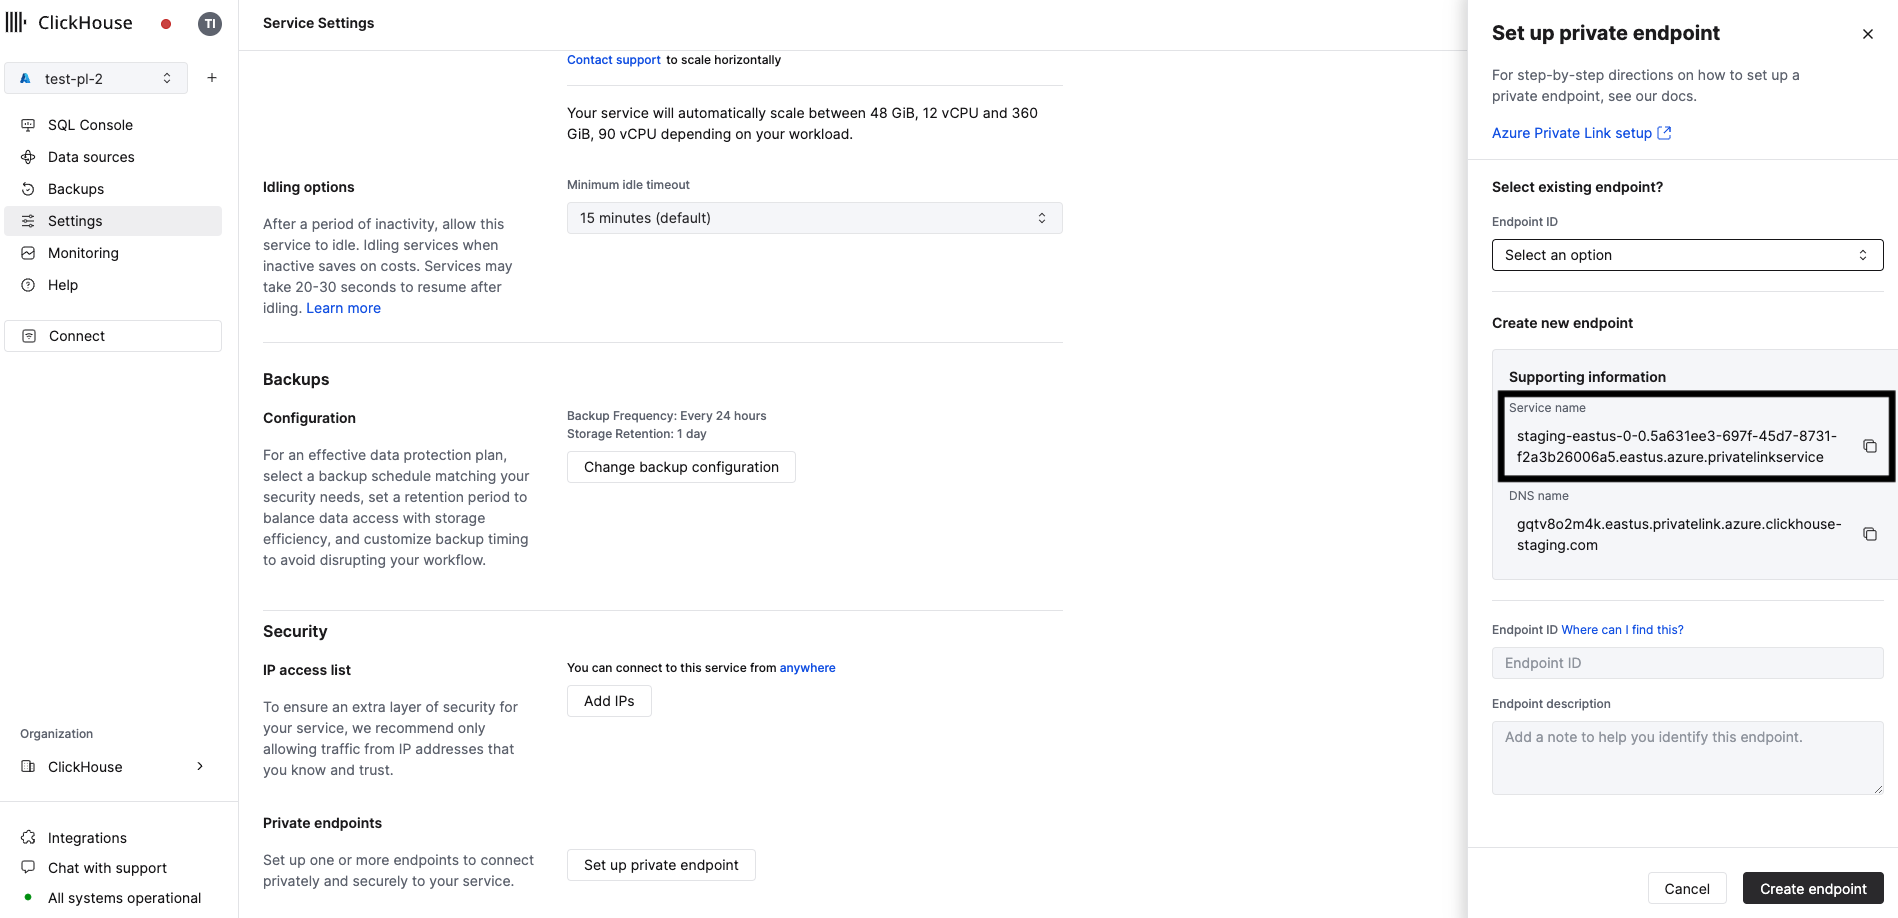 ClickHouse
TI
test-pl-2
SQL Console
Data sources
Backups
Settings
Monitoring
Help
Connect
Organization
ClickHouse
Integrations
Chat with support
All systems operational
Service Settings
Contact support to scale horizontally
Your service will automatically scale between 48 GiB, 12 vCPU and 360
GiB, 90 vCPU depending on your workload.
Idling options
After a period of inactivity, allow this
service to idle. Idling services when
inactive saves on costs. Services may
take 20-30 seconds to resume after
idling. Learn more
Minimum idle timeout
15 minutes (default)
Backups
Configuration
For an effective data protection plan,
select a backup schedule matching your
security needs, set a retention period to
balance data access with storage
efficiency, and customize backup timing
to avoid disrupting your workflow.
Backup Frequency: Every 24 hours
Storage Retention: 1 day
Change backup configuration
Security
IP access list
To ensure an extra layer of security for
your service, we recommend only
allowing traffic from IP addresses that
you know and trust.
You can connect to this service from anywhere
Add IPs
Private endpoints
Set up one or more endpoints to connect
privately and securely to your service.
Set up private endpoint
Set up private endpoint
For step-by-step directions on how to set up a
private endpoint, see our docs.
Azure Private Link setup
Select existing endpoint?
Endpoint ID
Select an option
Create new endpoint
Supporting information
Service name
staging-eastus-0-0.5a631ee3-697f-45d7-8731-
f2a3b26006a5.eastus.azure.privatelinkservice
DNS name
gqtv8o2m4k.eastus.privatelink.azure.clickhouse-
staging.com
Endpoint ID Where can I find this?
Endpoint ID
Endpoint description
Add a note to help you identify this endpoint.
Cancel
Create endpoint